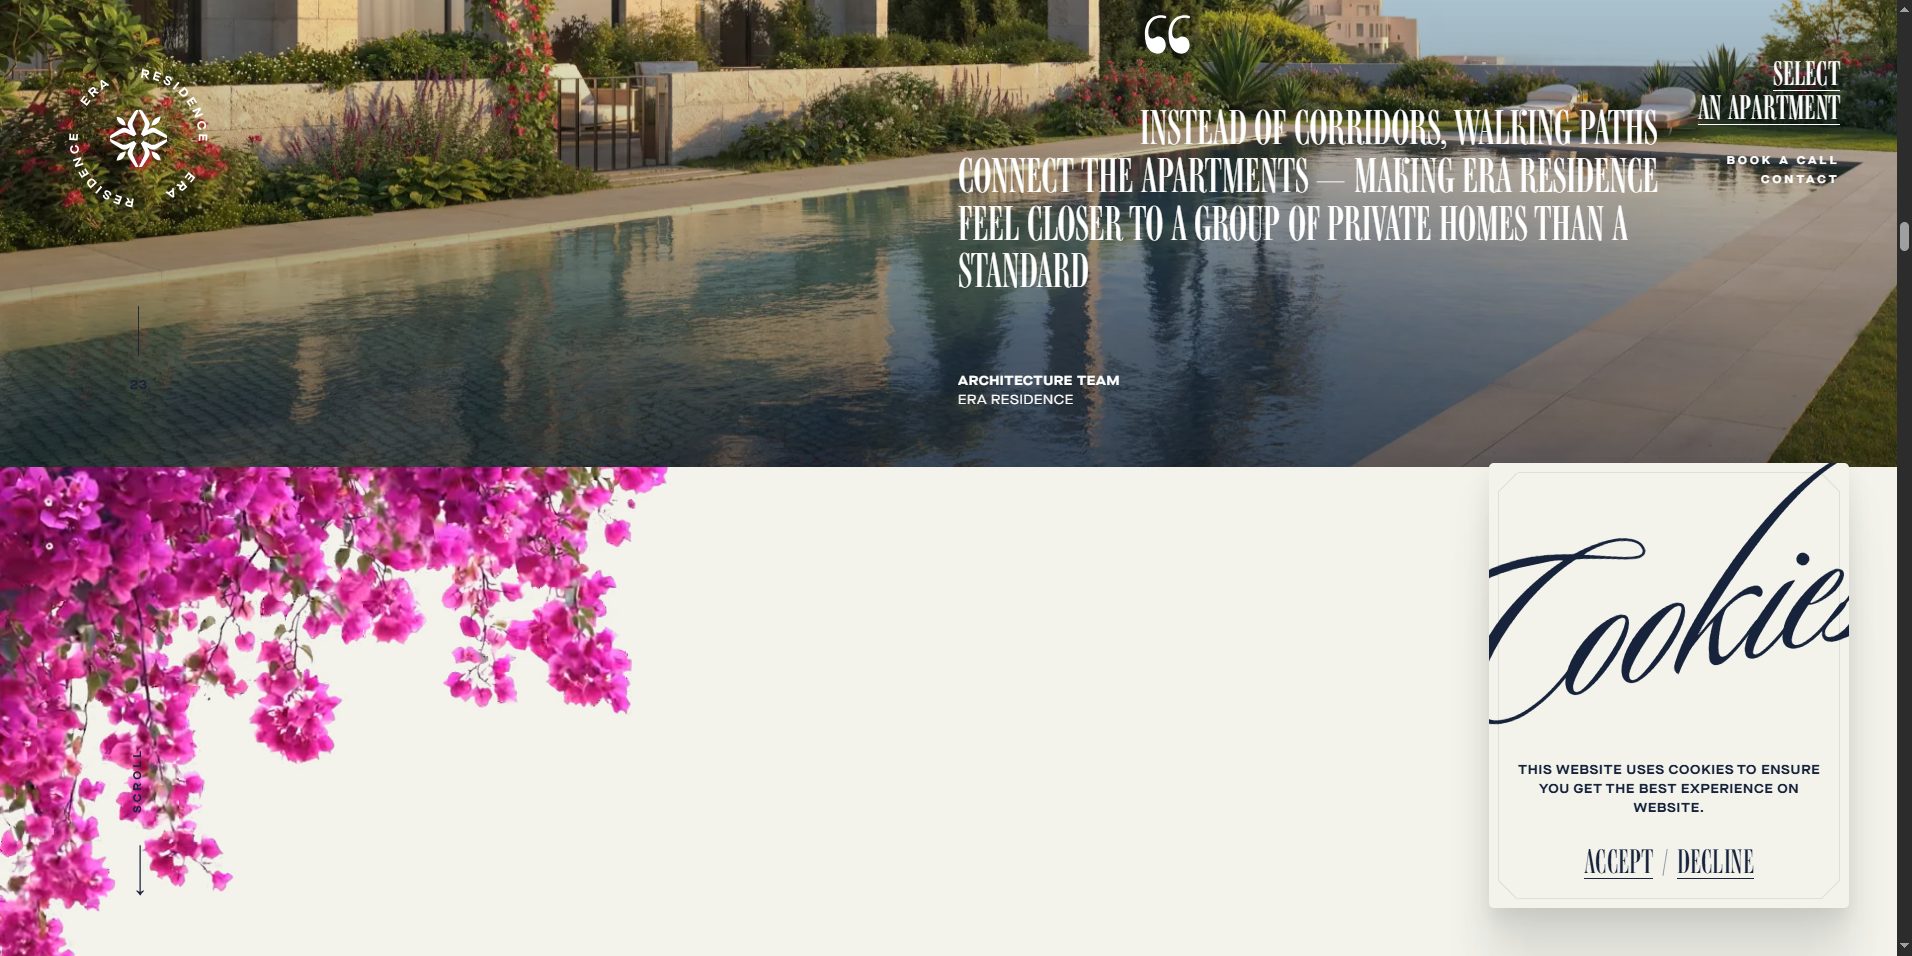 ERA RESIDENCE ERA RESIDENCE
SELECT
AN APARTMENT
BOOK A CALL
CONTACT
“
INSTEAD OF CORRIDORS, WALKING PATHS
CONNECT THE APARTMENTS — MAKING ERA RESIDENCE
FEEL CLOSER TO A GROUP OF PRIVATE HOMES THAN A
STANDARD
23
ARCHITECTURE TEAM
ERA RESIDENCE
SCROLL
Cookies
THIS WEBSITE USES COOKIES TO ENSURE
YOU GET THE BEST EXPERIENCE ON
WEBSITE.
ACCEPT / DECLINE